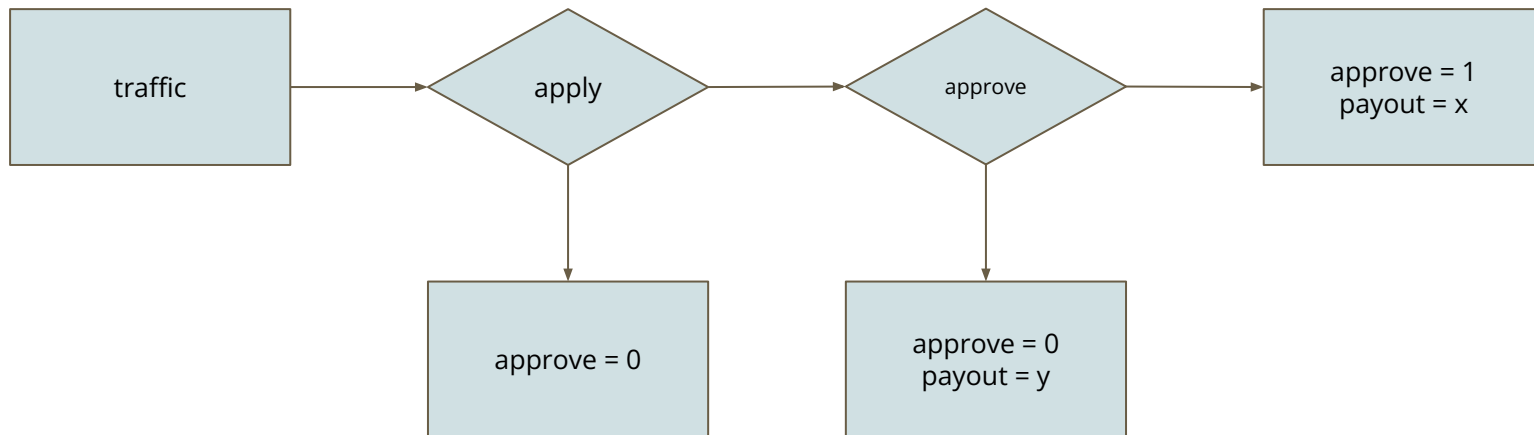 traffic
apply
approve
approve = 1
payout = x
approve = 0
approve = 0
payout = y